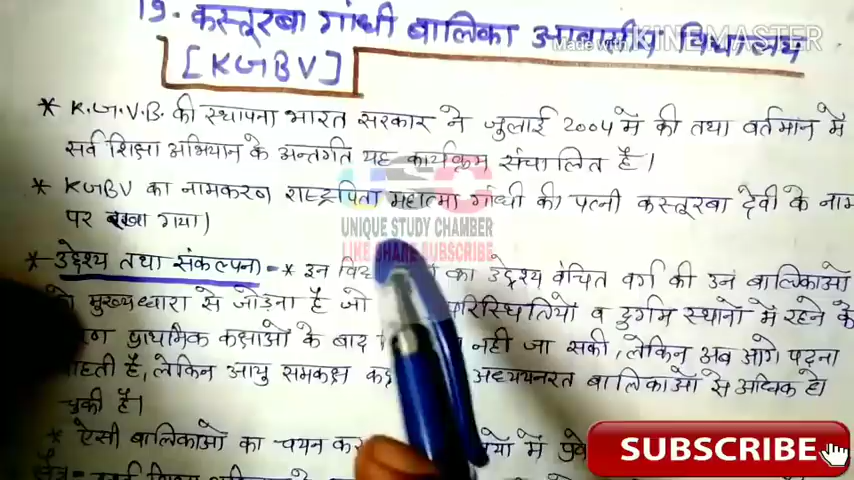 19. कस्तूरबा गांधी बालिका आवासीय विद्यालय
Made with KINEMASTER
[KGBV]
* K.G.V.B. की स्थापना भारत सरकार ने जुलाई 2004 में की तथा वर्तमान में
सर्व शिक्षा अभियान के अन्तर्गत यह कार्यक्रम संचालित है।
* KGBV का नामकरण राष्ट्रपिता महात्मा गांधी की पत्नी कस्तूरबा देवी के नाम
पर रखा गया)
UNIQUE STUDY CHAMBER
LIKE SHARE SUBSCRIBE
* उद्देश्य तथा संकल्पना - * इन का उद्देश्य वंचित वर्ग की उन बालिकाओं
मुख्यधारा से जोड़ना है जो व दुर्गम स्थानों में रहने के
प्राथमिक कक्षाओं के बाद नहीं जा सकी, लेकिन अब आगे पढ़ना
है, लेकिन आयु समकक्ष अध्ययनरत बालिकाओं से अधिक हो
चुकी है।
* ऐसी बालिकाओं का चयन में
SUBSCRIBE